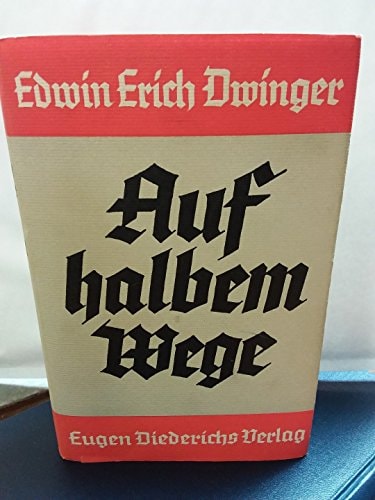 Edwin Erich Dwinger
Auf
halbem
Wege
Eugen Diederichs Verlag